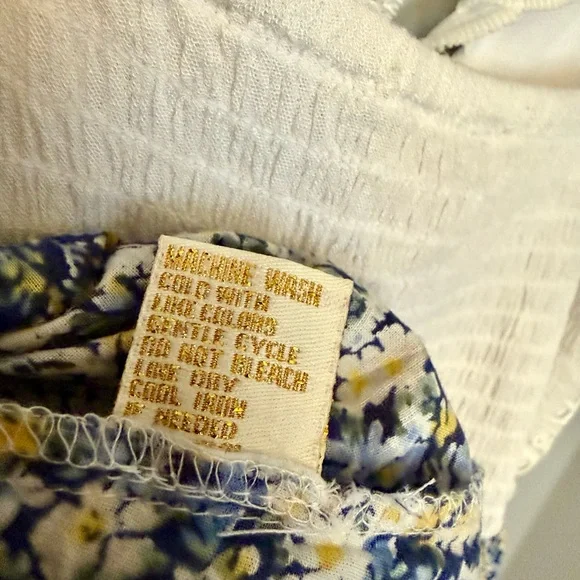 MACHINE WASH
COLD WITH
LIKE COLORS
GENTLE CYCLE
DO NOT BLEACH
LINE DRY
COOL IRON
IF NEEDED